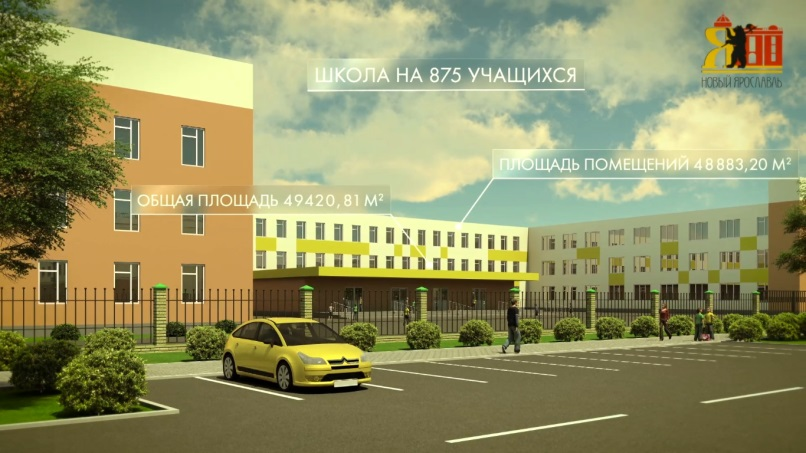 ШКОЛА НА 875 УЧАЩИХСЯ
ПЛОЩАДЬ ПОМЕЩЕНИЙ 48883,20 М²
ОБЩАЯ ПЛОЩАДЬ 49420,81 М²
НОВЫЙ ЯРОСЛАВЛЬ